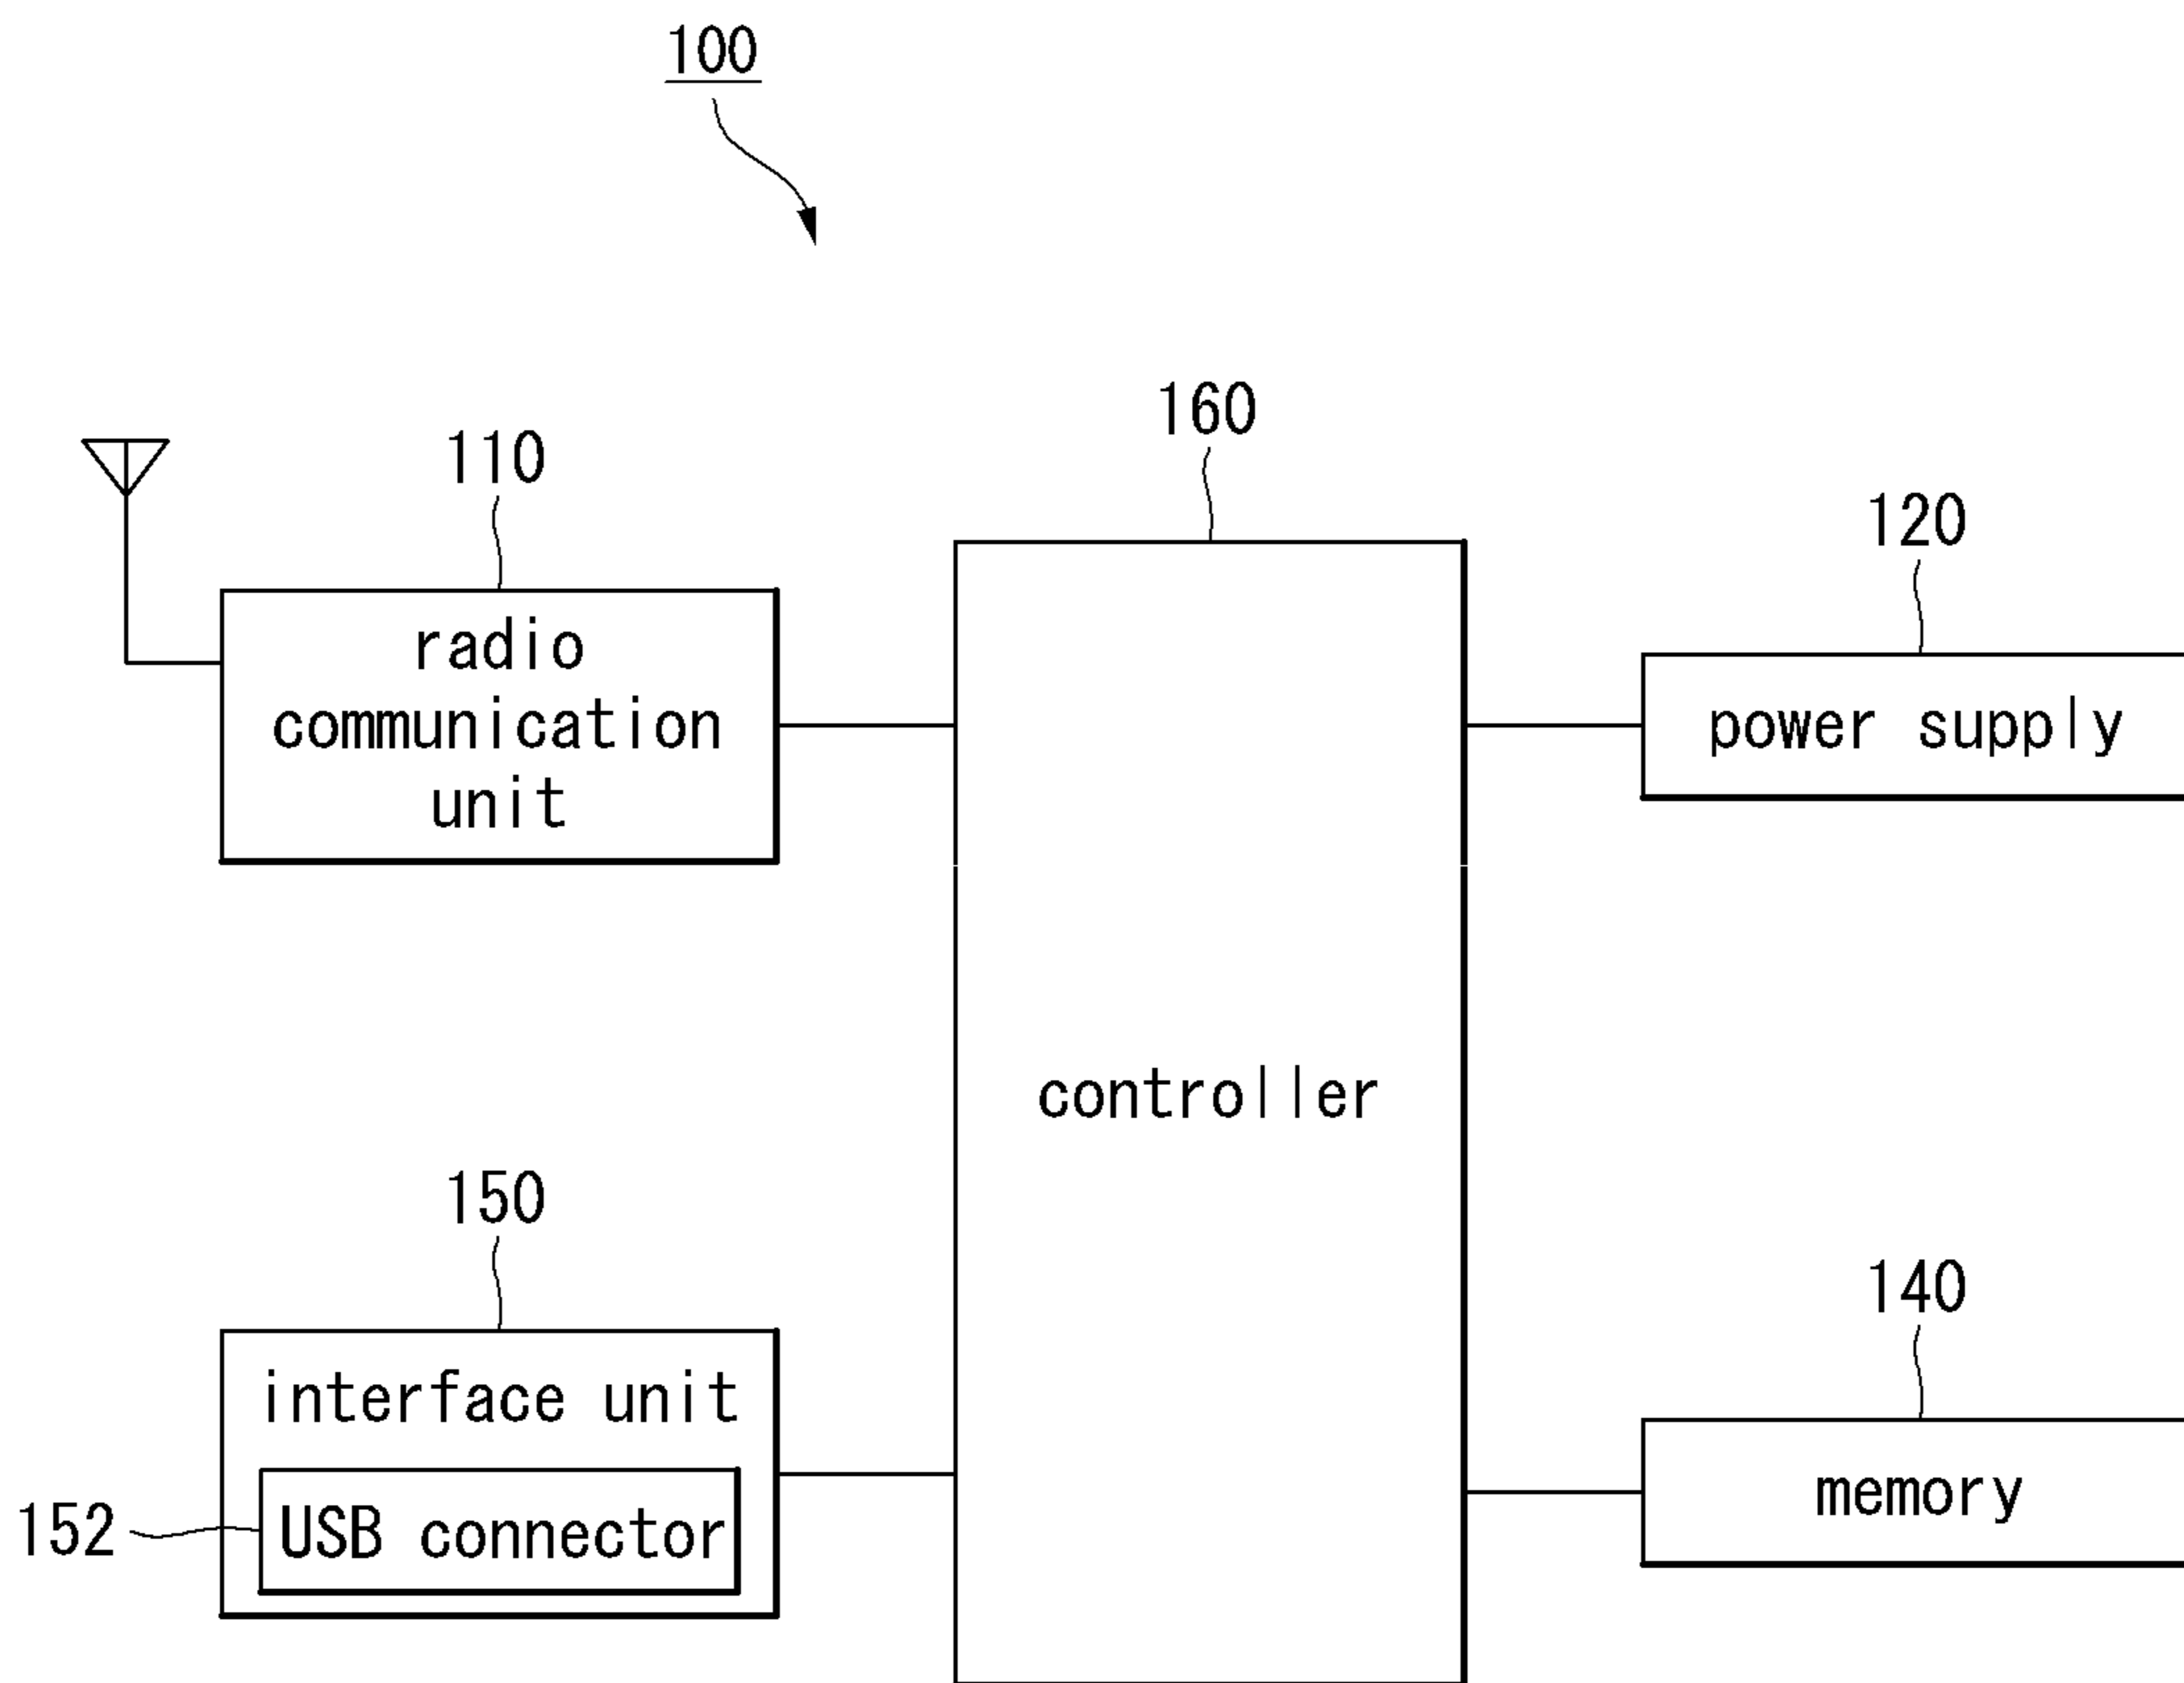 100
160
110
120
radio
communication
unit
power supply
controller
150
140
interface unit
memory
152
USB connector